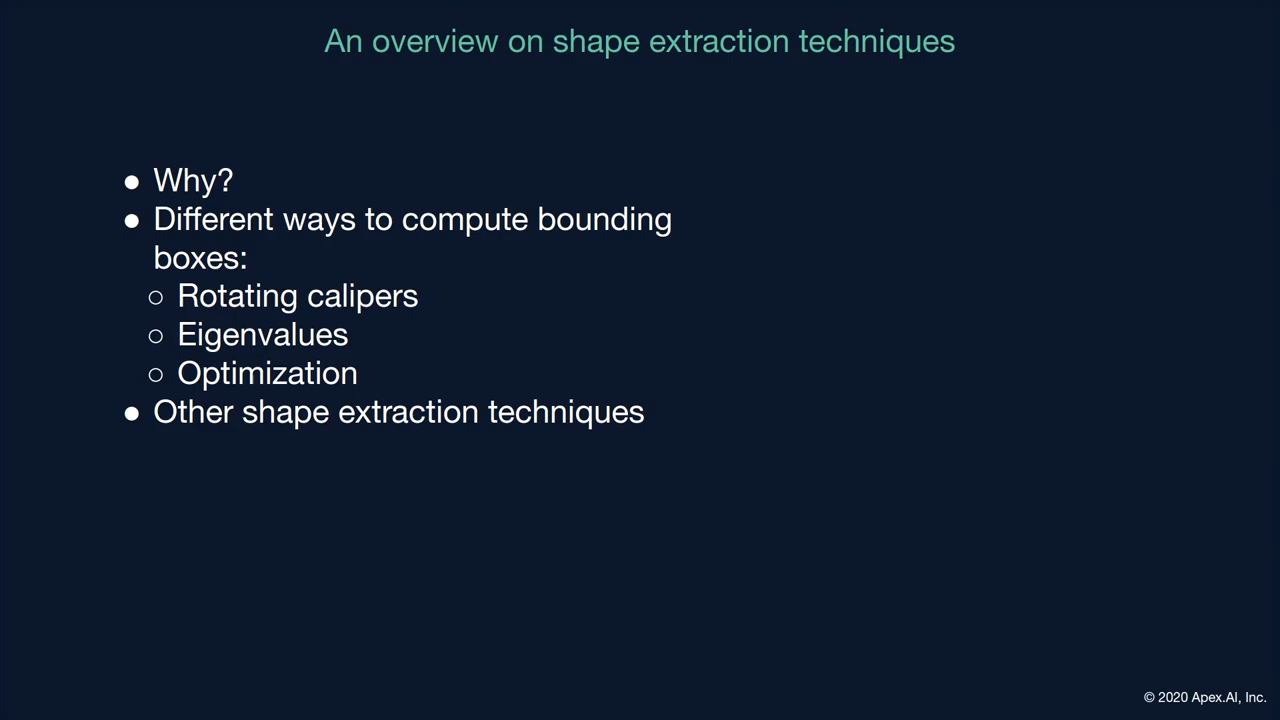 An overview on shape extraction techniques
● Why?
● Different ways to compute bounding
boxes:
○ Rotating calipers
○ Eigenvalues
○ Optimization
● Other shape extraction techniques
© 2020 Apex.AI, Inc.